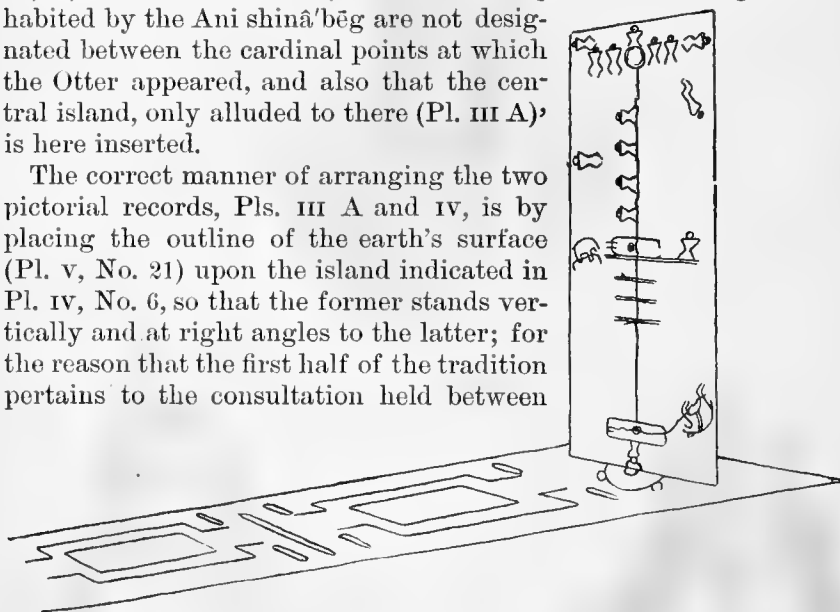 habited by the Ani shinâ′bēg are not desig-
nated between the cardinal points at which
the Otter appeared, and also that the cen-
tral island, only alluded to there (Pl. III A),
is here inserted.
The correct manner of arranging the two
pictorial records, Pls. III A and IV, is by
placing the outline of the earth's surface
(Pl. V, No. 21) upon the island indicated in
Pl. IV, No. 6, so that the former stands ver-
tically and at right angles to the latter; for
the reason that the first half of the tradition
pertains to the consultation held between